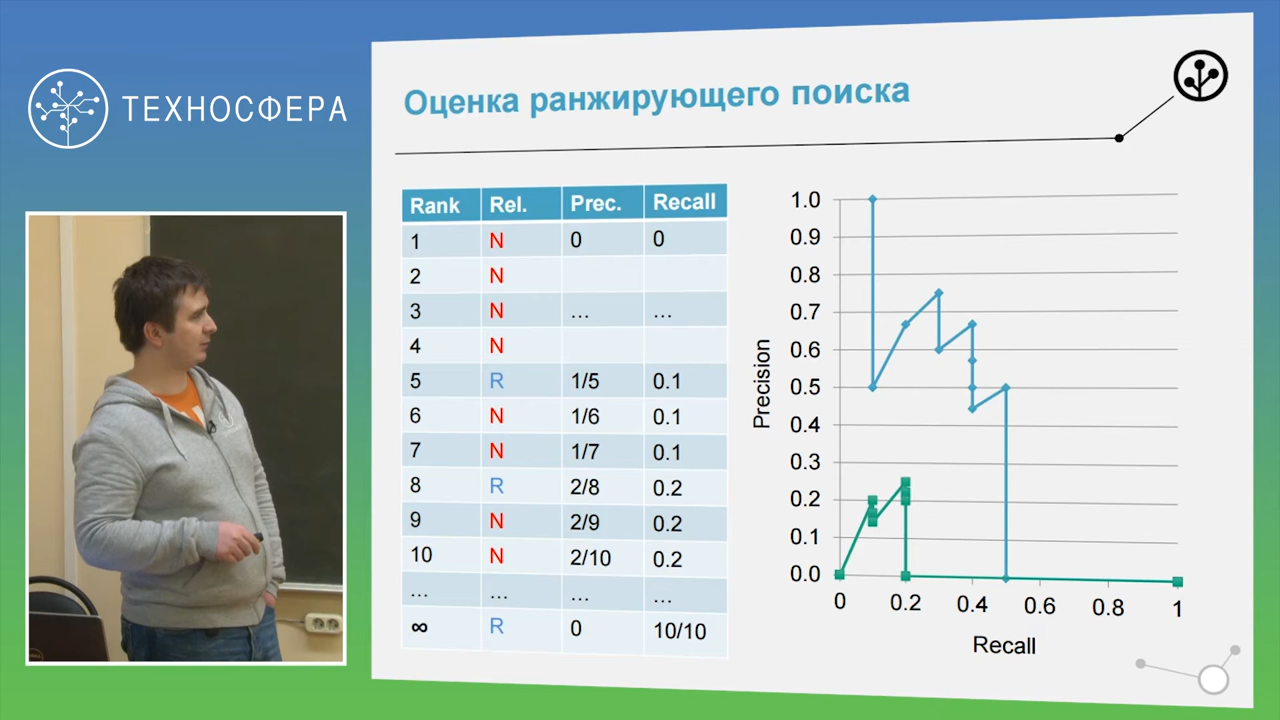 ТЕХНОСФЕРА
Оценка ранжирующего поиска
Rank Rel. Prec. Recall
1 N 0 0
2 N
3 N ... ...
4 N
5 R 1/5 0.1
6 N 1/6 0.1
7 N 1/7 0.1
8 R 2/8 0.2
9 N 2/9 0.2
10 N 2/10 0.2
... ... ... ...
∞ R 0 10/10
Precision
1.0
0.9
0.8
0.7
0.6
0.5
0.4
0.3
0.2
0.1
0.0
0 0.2 0.4 0.6 0.8 1
Recall